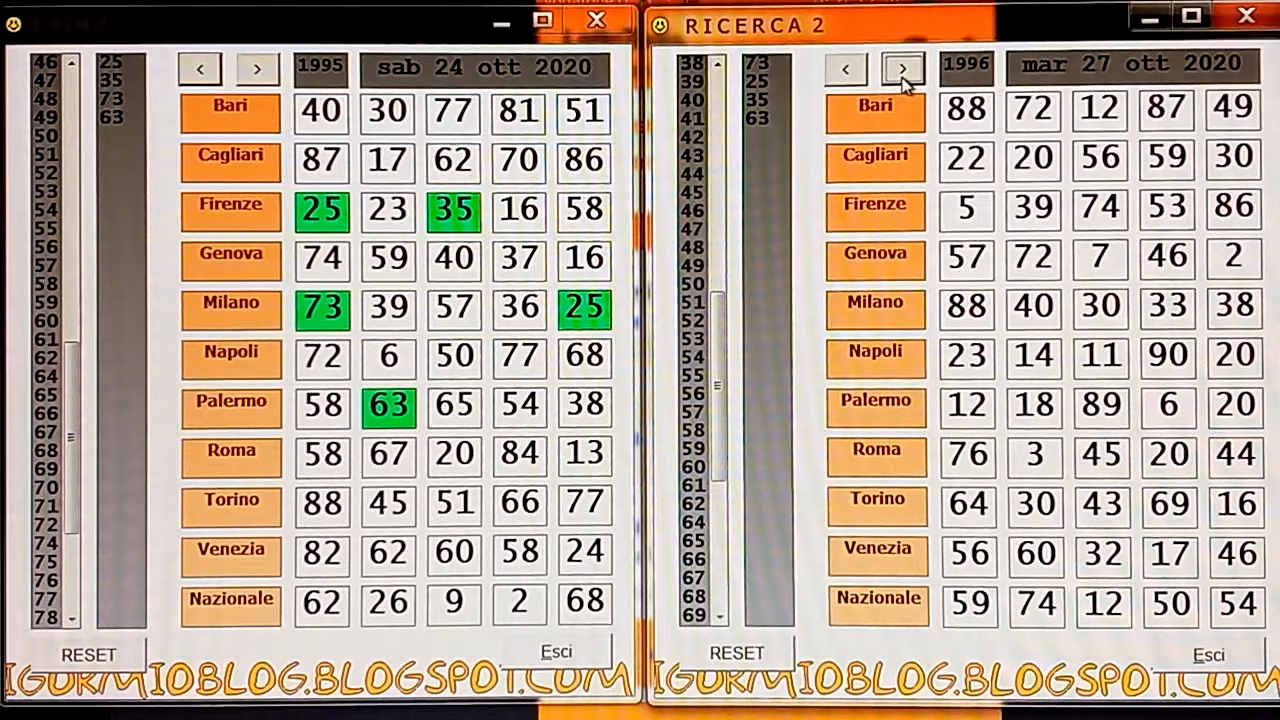 46
47
48
49
50
51
52
53
54
55
56
57
58
59
60
61
62
64
65
66
67
68
69
70
71
72
74
75
76
77
78
25
35
73
63
< > 1995 sab 24 ott 2020
Bari 40 30 77 81 51
Cagliari 87 17 62 70 86
Firenze 25 23 35 16 58
Genova 74 59 40 37 16
Milano 73 39 57 36 25
Napoli 72 6 50 77 68
Palermo 58 63 65 54 38
Roma 58 67 20 84 13
Torino 88 45 51 66 77
Venezia 82 62 60 58 24
Nazionale 62 26 9 2 68
RESET Esci
IGORMIOBLOG.BLOGSPOT.COM
RICERCA 2
38
39
40
41
42
43
44
45
46
47
48
49
50
51
52
53
54
55
56
57
58
59
60
61
62
64
65
66
67
68
69
73
25
35
63
< > 1996 mar 27 ott 2020
Bari 88 72 12 87 49
Cagliari 22 20 56 59 30
Firenze 5 39 74 53 86
Genova 57 72 7 46 2
Milano 88 40 30 33 38
Napoli 23 14 11 90 20
Palermo 12 18 89 6 20
Roma 76 3 45 20 44
Torino 64 30 43 69 16
Venezia 56 60 32 17 46
Nazionale 59 74 12 50 54
RESET Esci
IGORMIOBLOG.BLOGSPOT.COM